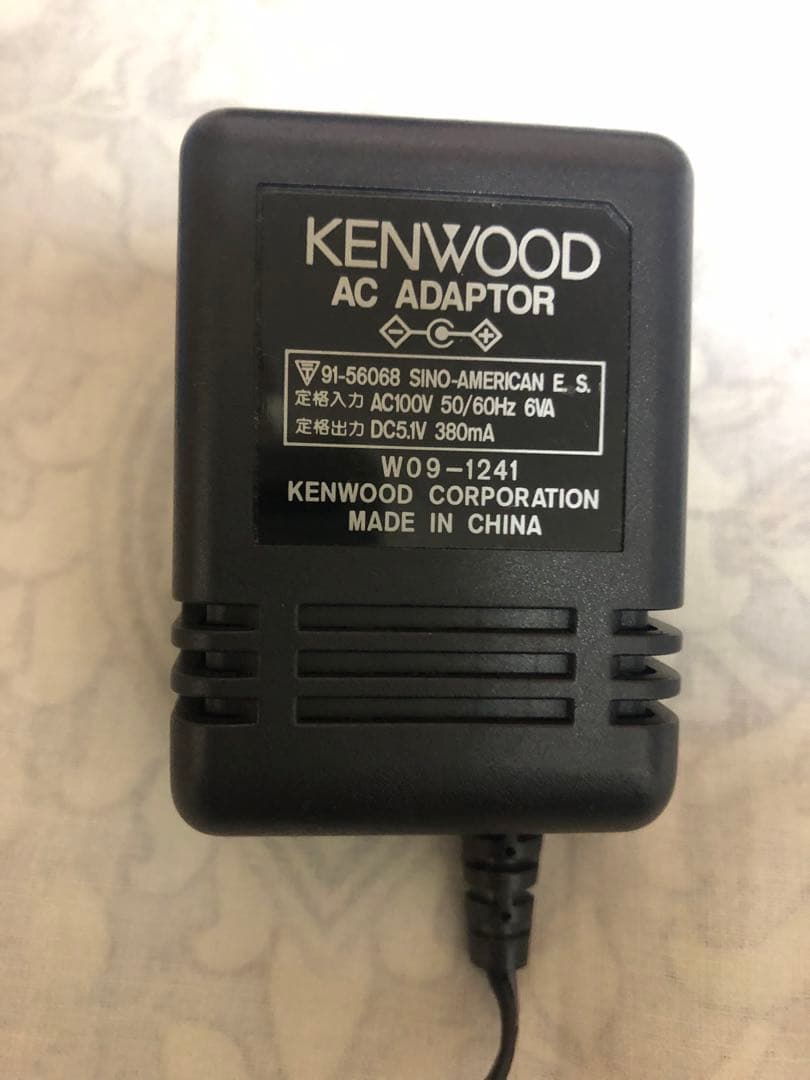 KENWOOD
AC ADAPTOR
- +
91-56068 SINO-AMERICAN E. S.
定格入力 AC100V 50/60Hz 6VA
定格出力 DC5.1V 380mA
W09-1241
KENWOOD CORPORATION
MADE IN CHINA